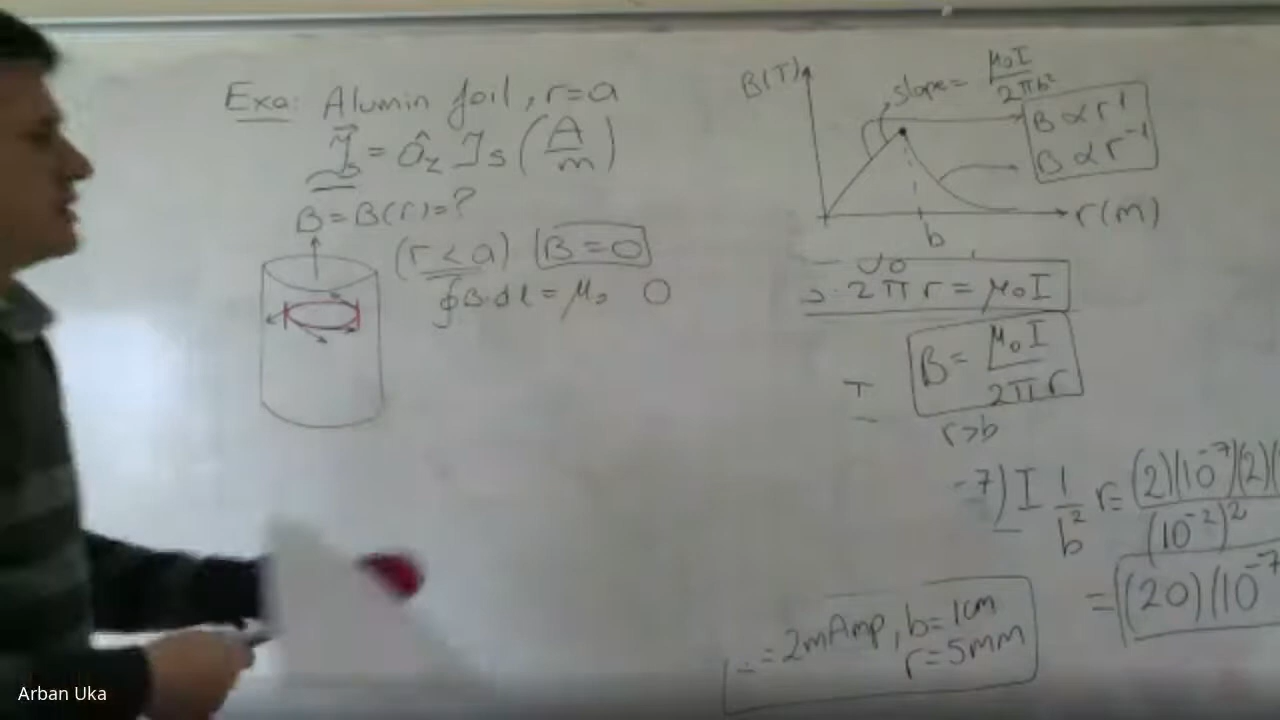 Exa: Alumin foil, r=a
J⃗s = âz Js (A/m)
B = B(r) = ?
(r < a) B = 0
∮B·dl = μ₀ 0
B(T)
slope = μ₀I/2πb²
B ∝ r¹
B ∝ r⁻¹
r(m)
b
2πr = μ₀I
B = μ₀I/2πr
r>b
-7) I 1/b² r = (2)(10⁻⁷)(2)(
(10⁻²)²
= (20)(10⁻⁷
= 2mAmp, b=1cm
r=5mm
Arban Uka